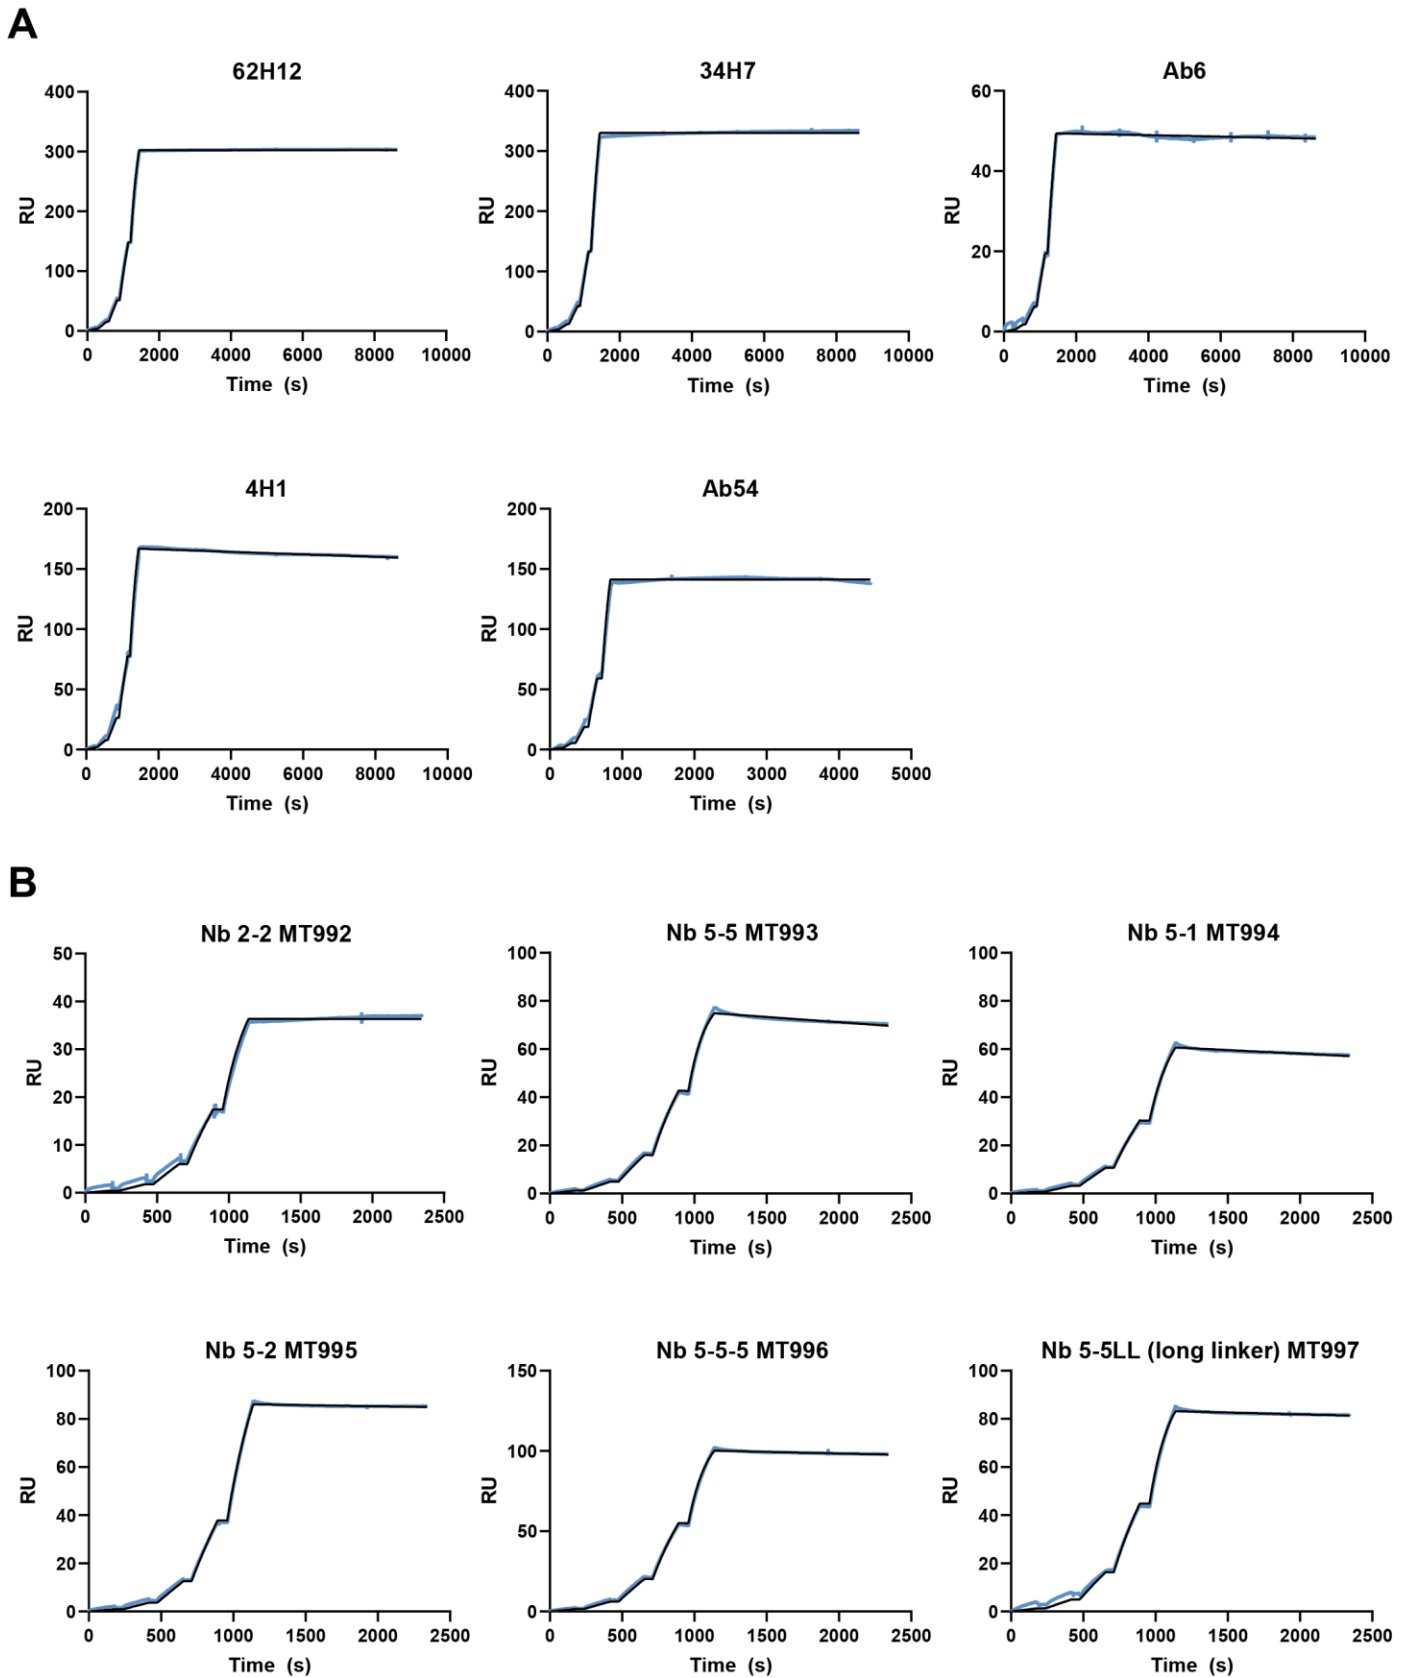 A
62H12
34H7
Ab6
400
300
200
100
0
RU
0 2000 4000 6000 8000 10000
Time (s)
400
300
200
100
0
RU
0 2000 4000 6000 8000 10000
Time (s)
60
40
20
0
RU
0 2000 4000 6000 8000 10000
Time (s)
4H1
Ab54
200
150
100
50
0
RU
0 2000 4000 6000 8000 10000
Time (s)
200
150
100
50
0
RU
0 1000 2000 3000 4000 5000
Time (s)
B
Nb 2-2 MT992
Nb 5-5 MT993
Nb 5-1 MT994
50
40
30
20
10
0
RU
0 500 1000 1500 2000 2500
Time (s)
100
80
60
40
20
0
RU
0 500 1000 1500 2000 2500
Time (s)
100
80
60
40
20
0
RU
0 500 1000 1500 2000 2500
Time (s)
Nb 5-2 MT995
Nb 5-5-5 MT996
Nb 5-5LL (long linker) MT997
100
80
60
40
20
0
RU
0 500 1000 1500 2000 2500
Time (s)
150
100
50
0
RU
0 500 1000 1500 2000 2500
Time (s)
100
80
60
40
20
0
RU
0 500 1000 1500 2000 2500
Time (s)